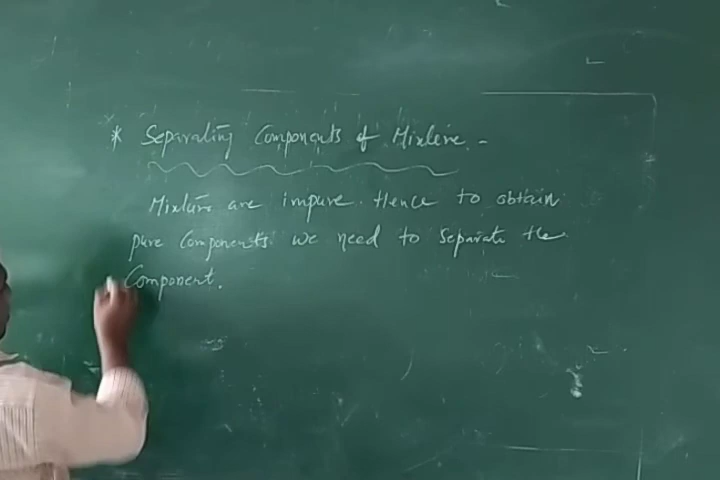 * Separating Components of Mixture -
Mixture are impure. Hence to obtain
pure Components. we need to Separate the
Component.